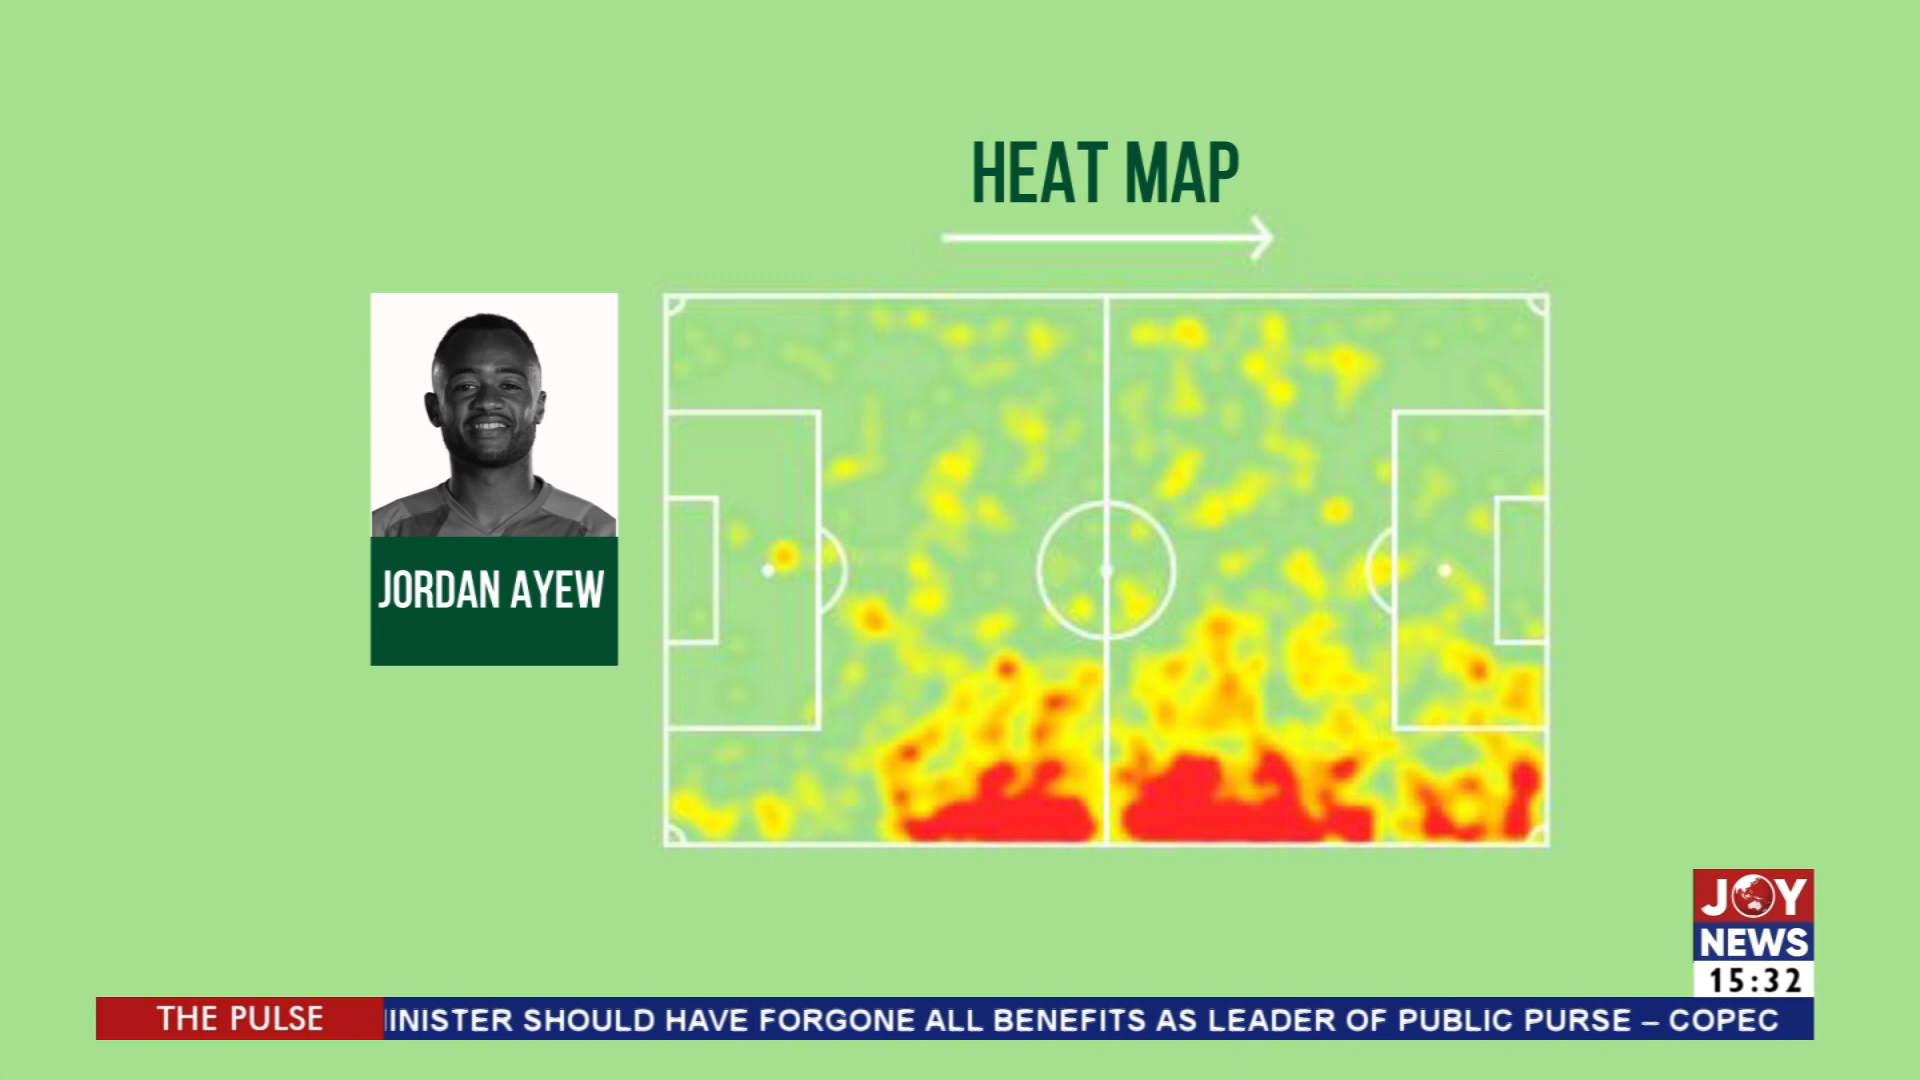 HEAT MAP
JORDAN AYEW
JOY
NEWS
15:32
THE PULSE
INISTER SHOULD HAVE FORGONE ALL BENEFITS AS LEADER OF PUBLIC PURSE – COPEC